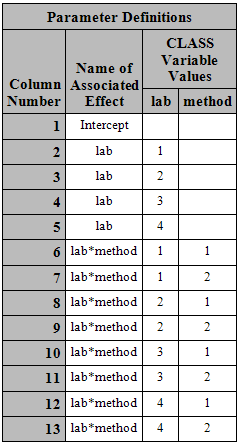 Parameter Definitions
Column Number Name of Associated Effect CLASS Variable Values
lab method
1 Intercept
2 lab 1
3 lab 2
4 lab 3
5 lab 4
6 lab*method 1 1
7 lab*method 1 2
8 lab*method 2 1
9 lab*method 2 2
10 lab*method 3 1
11 lab*method 3 2
12 lab*method 4 1
13 lab*method 4 2